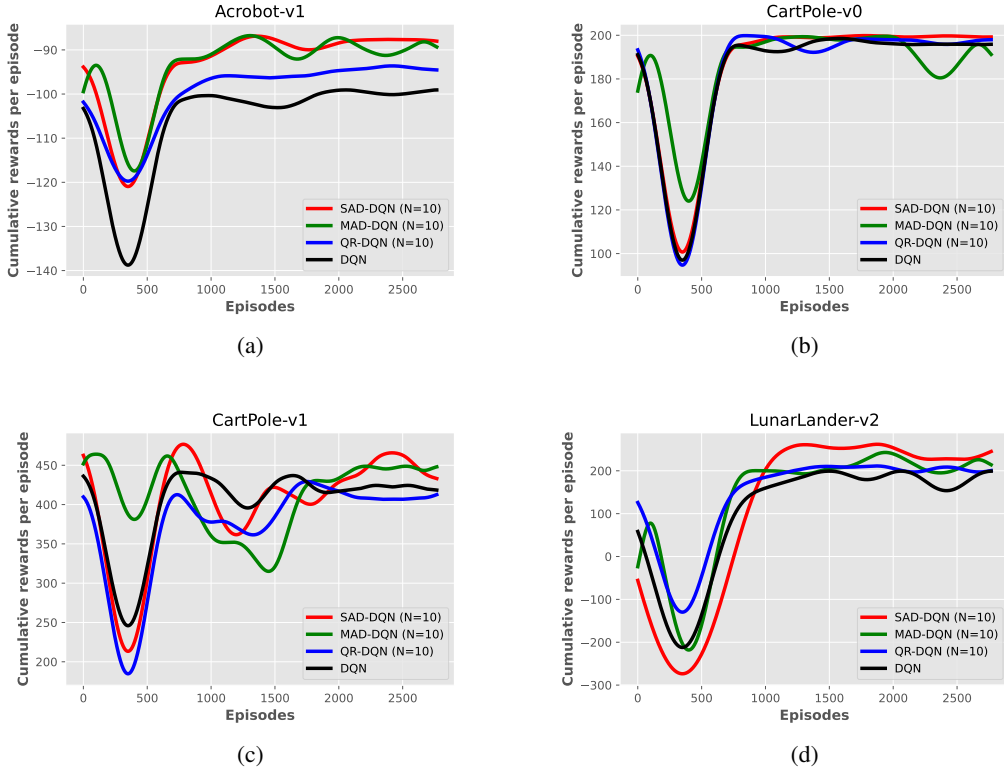 Acrobot-v1
Cumulative rewards per episode
−90
−100
−110
−120
−130
−140
0 500 1000 1500 2000 2500
Episodes
SAD-DQN (N=10)
MAD-DQN (N=10)
QR-DQN (N=10)
DQN
(a)
CartPole-v0
Cumulative rewards per episode
200
180
160
140
120
100
0 500 1000 1500 2000 2500
Episodes
SAD-DQN (N=10)
MAD-DQN (N=10)
QR-DQN (N=10)
DQN
(b)
CartPole-v1
Cumulative rewards per episode
450
400
350
300
250
200
0 500 1000 1500 2000 2500
Episodes
SAD-DQN (N=10)
MAD-DQN (N=10)
QR-DQN (N=10)
DQN
(c)
LunarLander-v2
Cumulative rewards per episode
200
100
0
−100
−200
−300
0 500 1000 1500 2000 2500
Episodes
SAD-DQN (N=10)
MAD-DQN (N=10)
QR-DQN (N=10)
DQN
(d)